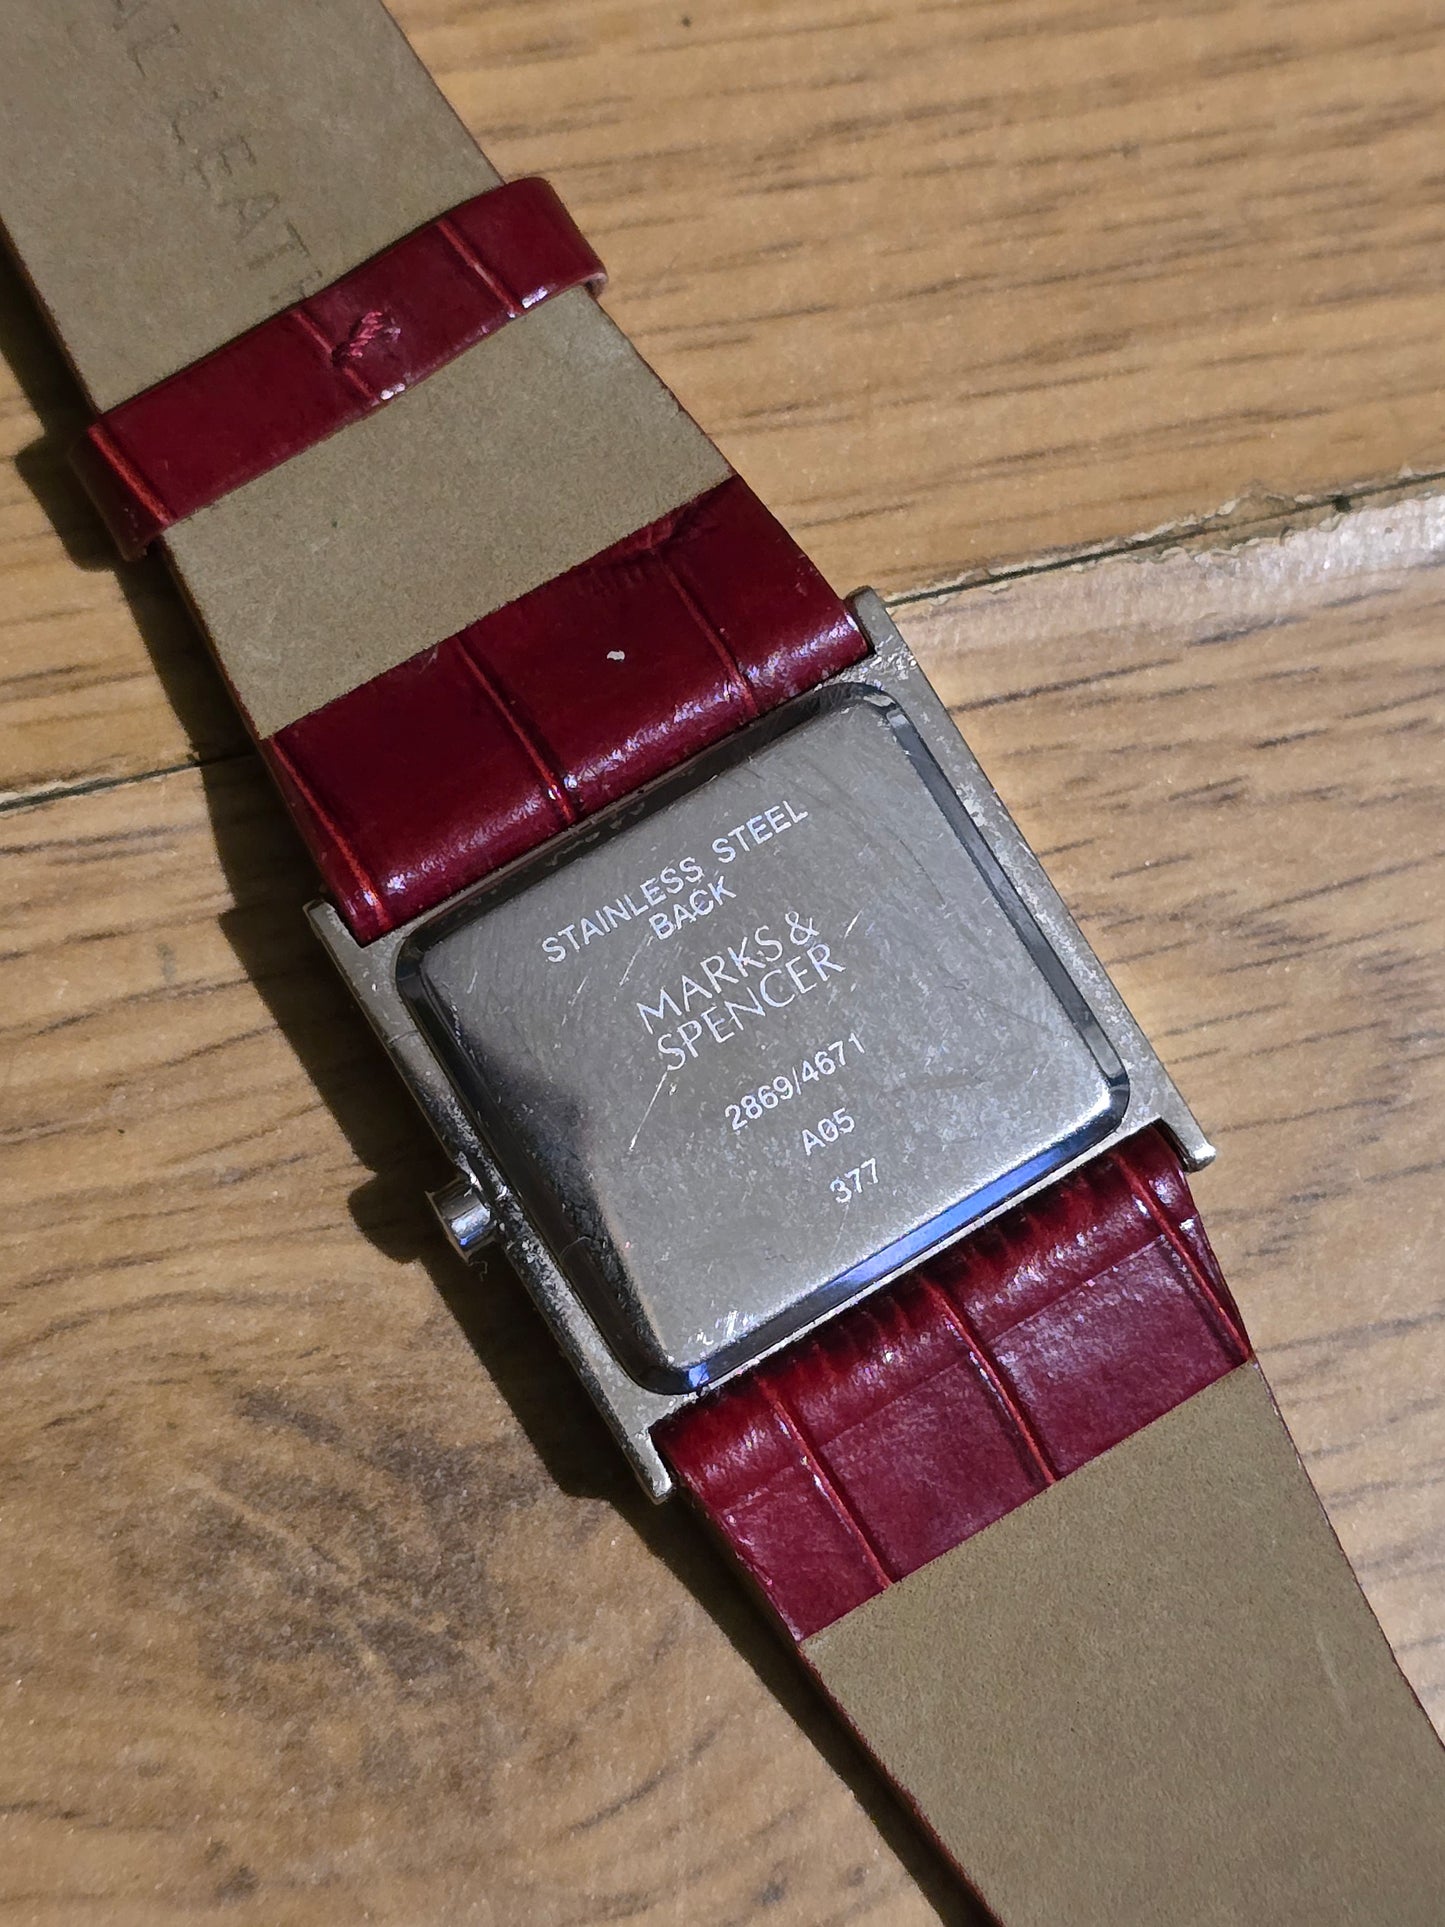 STAINLESS STEEL
BACK
MARKS &
SPENCER
2869/4671
A05
377